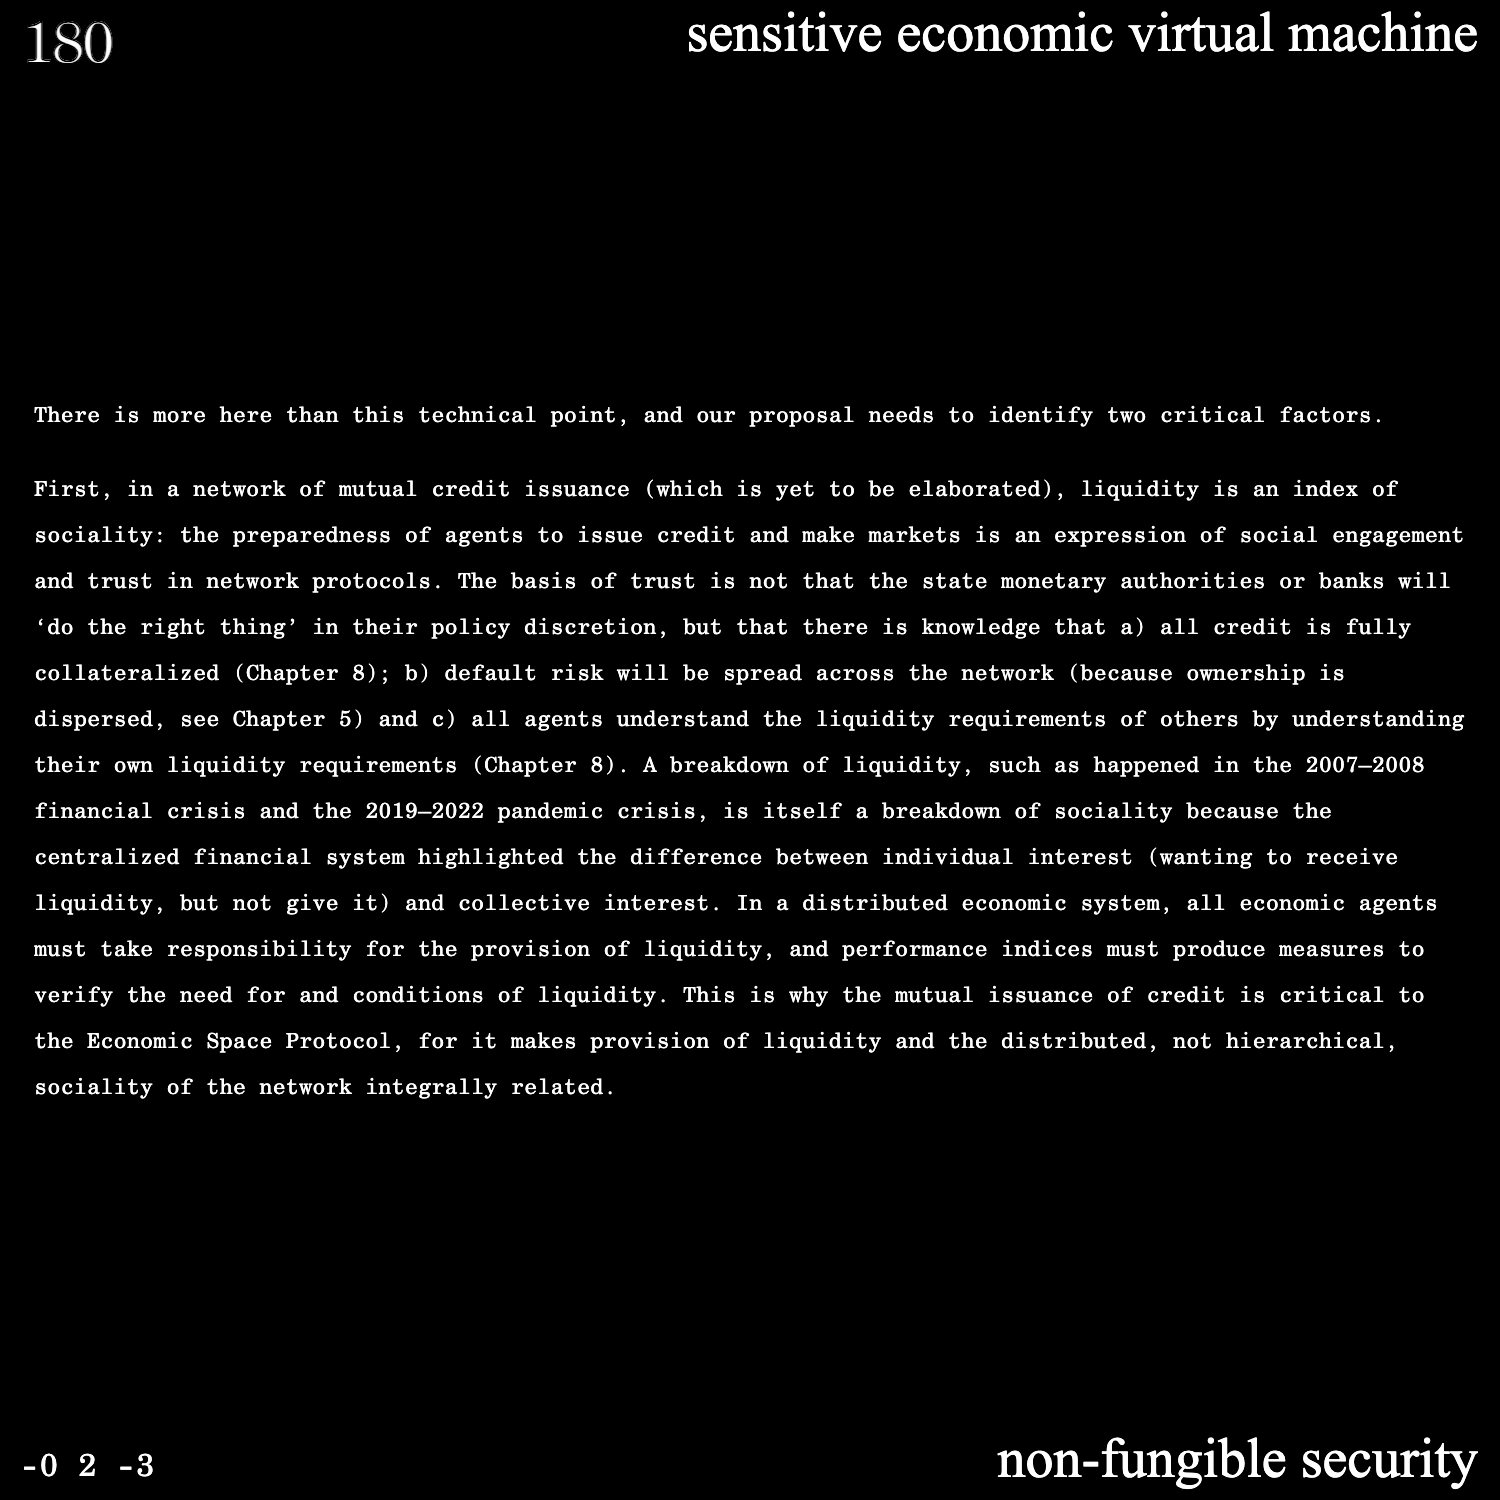 180
sensitive economic virtual machine
There is more here than this technical point, and our proposal needs to identify two critical factors.
First, in a network of mutual credit issuance (which is yet to be elaborated), liquidity is an index of
sociality: the preparedness of agents to issue credit and make markets is an expression of social engagement
and trust in network protocols. The basis of trust is not that the state monetary authorities or banks will
‘do the right thing’ in their policy discretion, but that there is knowledge that a) all credit is fully
collateralized (Chapter 8); b) default risk will be spread across the network (because ownership is
dispersed, see Chapter 5) and c) all agents understand the liquidity requirements of others by understanding
their own liquidity requirements (Chapter 8). A breakdown of liquidity, such as happened in the 2007–2008
financial crisis and the 2019–2022 pandemic crisis, is itself a breakdown of sociality because the
centralized financial system highlighted the difference between individual interest (wanting to receive
liquidity, but not give it) and collective interest. In a distributed economic system, all economic agents
must take responsibility for the provision of liquidity, and performance indices must produce measures to
verify the need for and conditions of liquidity. This is why the mutual issuance of credit is critical to
the Economic Space Protocol, for it makes provision of liquidity and the distributed, not hierarchical,
sociality of the network integrally related.
-0 2 -3
non-fungible security